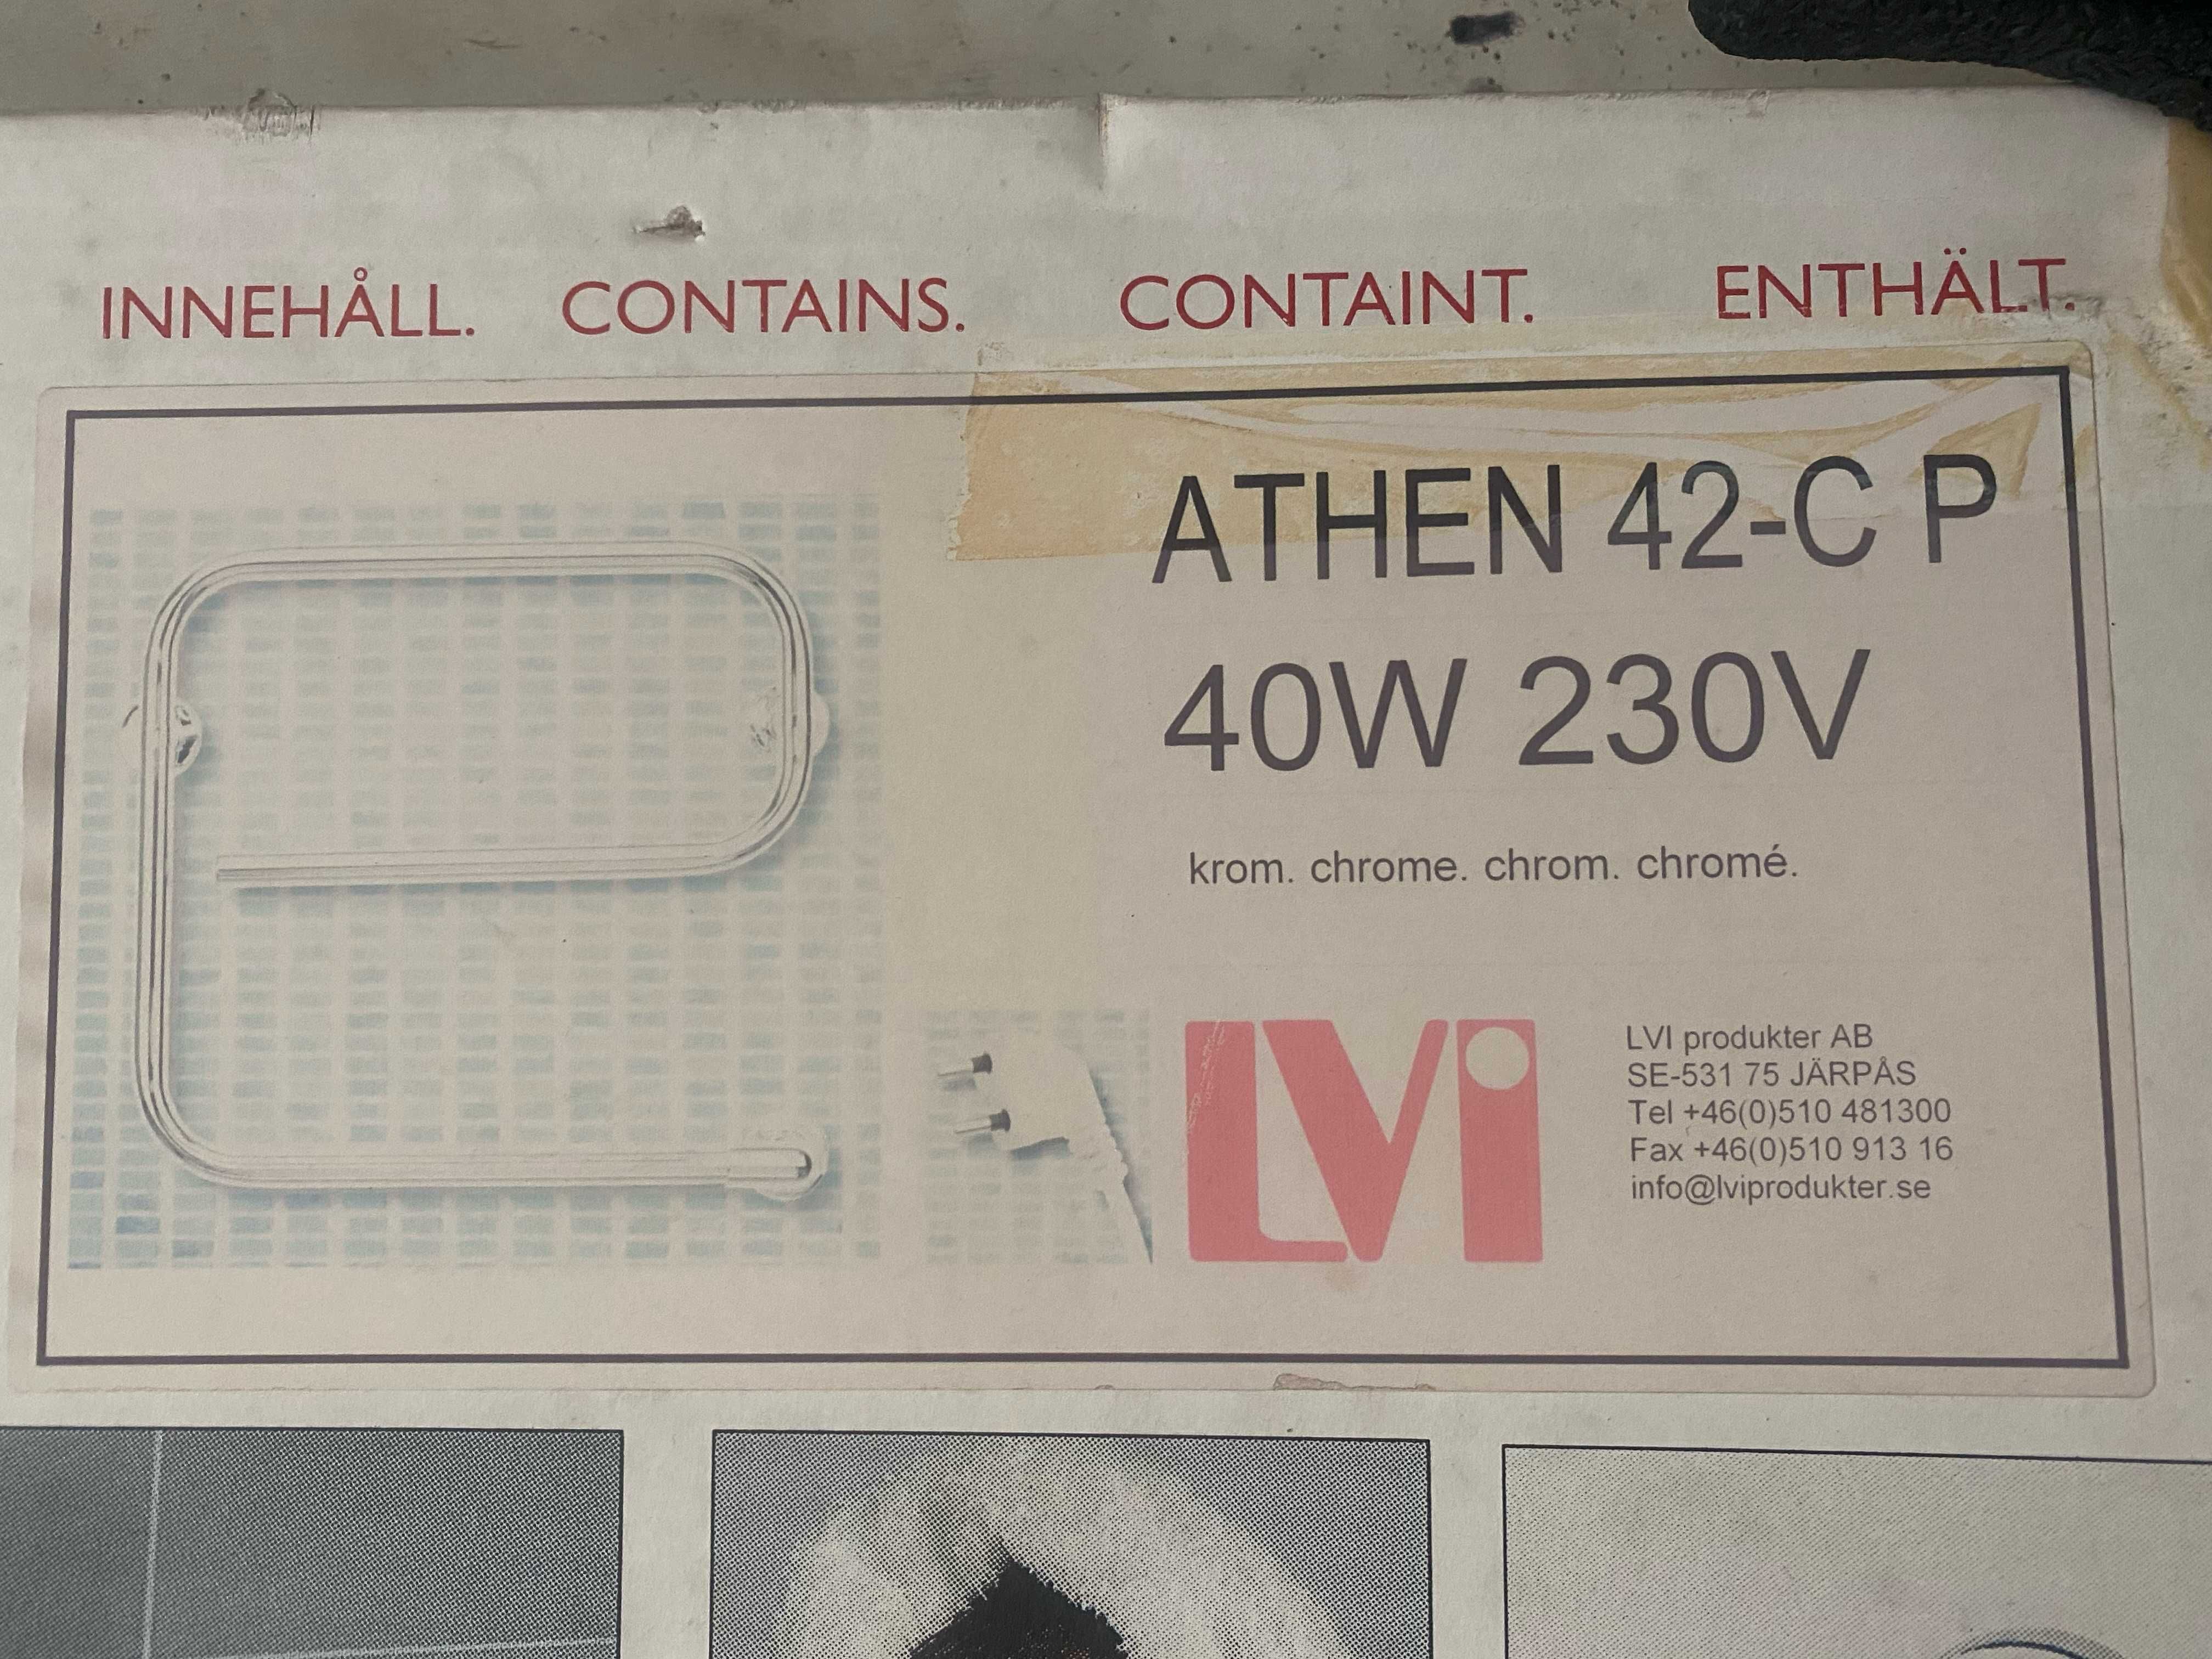 INNEHÅLL. CONTAINS. CONTAINT. ENTHÄLT.
ATHEN 42-C P
40W 230V
krom. chrome. chrom. chromé.
LVI
LVI produkter AB
SE-531 75 JÄRPÅS
Tel +46(0)510 481300
Fax +46(0)510 913 16
info@lviprodukter.se